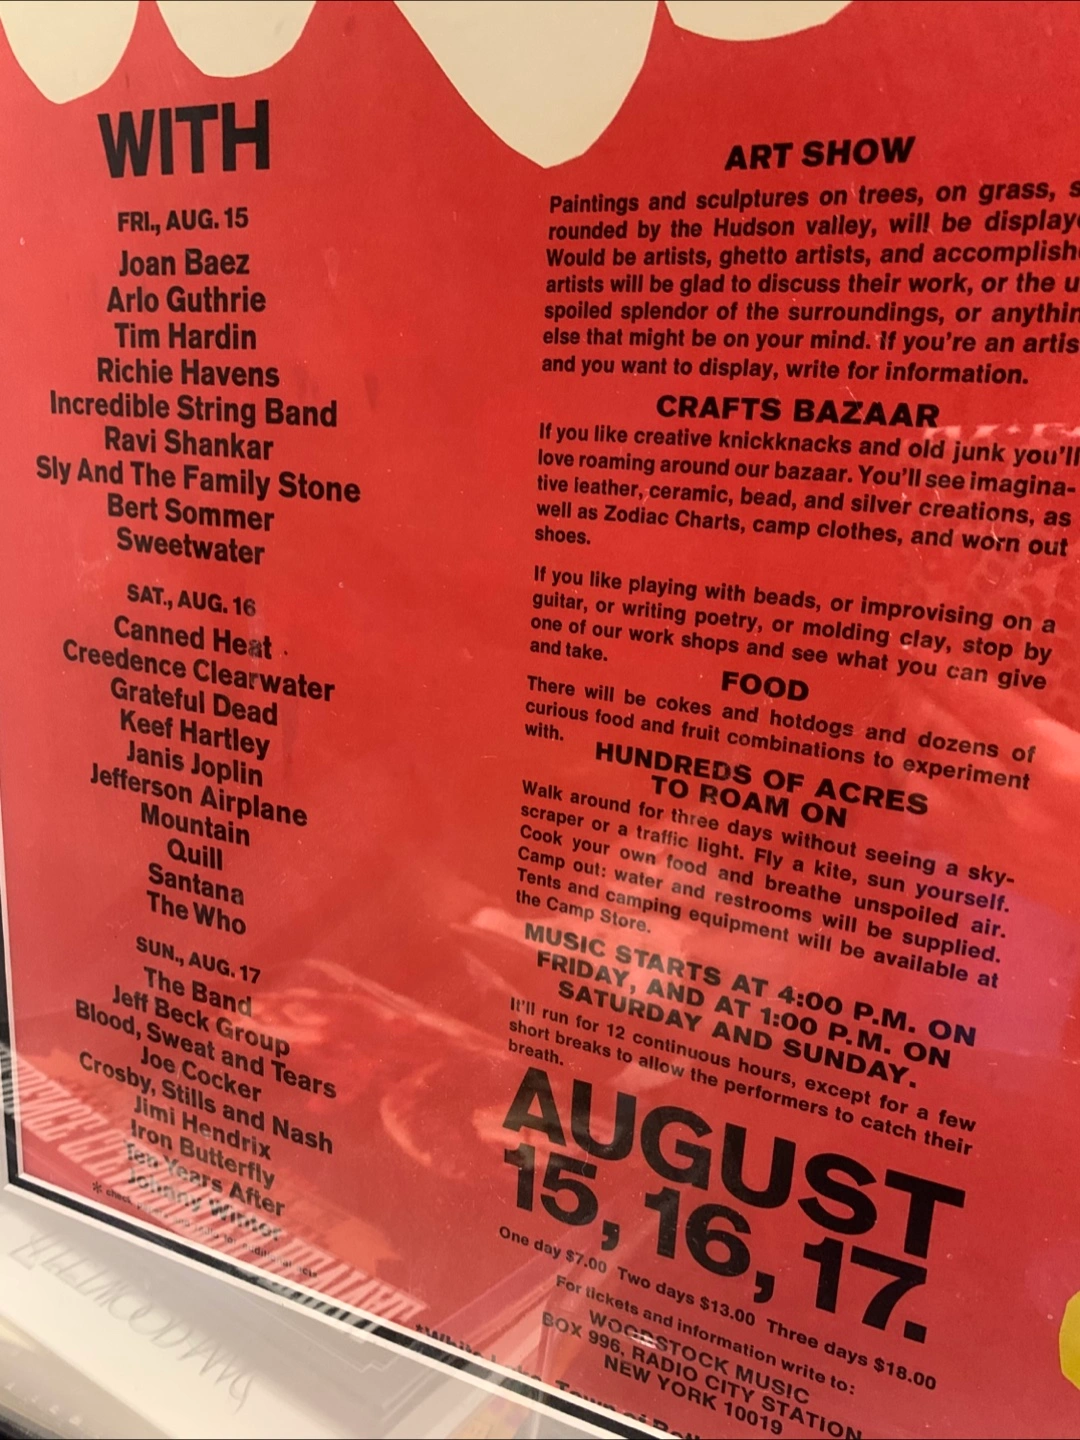 WITH
FRI., AUG. 15
Joan Baez
Arlo Guthrie
Tim Hardin
Richie Havens
Incredible String Band
Ravi Shankar
Sly And The Family Stone
Bert Sommer
Sweetwater
SAT., AUG. 16
Canned Heat
Creedence Clearwater
Grateful Dead
Keef Hartley
Janis Joplin
Jefferson Airplane
Mountain
Quill
Santana
The Who
SUN., AUG. 17
The Band
Jeff Beck Group
Blood, Sweat and Tears
Joe Cocker
Crosby, Stills and Nash
Jimi Hendrix
Iron Butterfly
Ten Years After
Johnny Winter
ART SHOW
Paintings and sculptures on trees, on grass, s
rounded by the Hudson valley, will be displaye
Would be artists, ghetto artists, and accomplish
artists will be glad to discuss their work, or the u
spoiled splendor of the surroundings, or anythin
else that might be on your mind. If you're an artis
and you want to display, write for information.
CRAFTS BAZAAR
If you like creative knickknacks and old junk you'll
love roaming around our bazaar. You'll see imagina-
tive leather, ceramic, bead, and silver creations, as
well as Zodiac Charts, camp clothes, and worn out
shoes.
If you like playing with beads, or improvising on a
guitar, or writing poetry, or molding clay, stop by
one of our work shops and see what you can give
and take.
FOOD
There will be cokes and hotdogs and dozens of
curious food and fruit combinations to experiment
with.
HUNDREDS OF ACRES
TO ROAM ON
Walk around for three days without seeing a sky-
scraper or a traffic light. Fly a kite, sun yourself.
Cook your own food and breathe unspoiled air.
Camp out: water and restrooms will be supplied.
Tents and camping equipment will be available at
the Camp Store.
MUSIC STARTS AT 4:00 P.M. ON
FRIDAY, AND AT 1:00 P.M. ON
SATURDAY AND SUNDAY.
It'll run for 12 continuous hours, except for a few
short breaks to allow the performers to catch their
breath.
AUGUST
15, 16, 17.
One day $7.00 Two days $13.00 Three days $18.00
For tickets and information write to:
WOODSTOCK MUSIC
BOX 996, RADIO CITY STATION
NEW YORK 10019
*White Lake, Town of